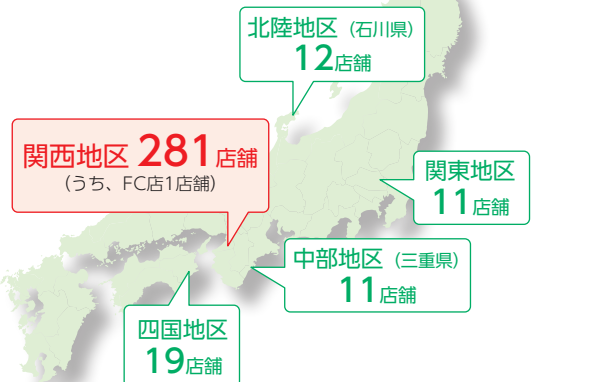 北陸地区（石川県）
12店舗
関西地区 281店舗
（うち、FC店1店舗）
関東地区
11店舗
中部地区（三重県）
11店舗
四国地区
19店舗